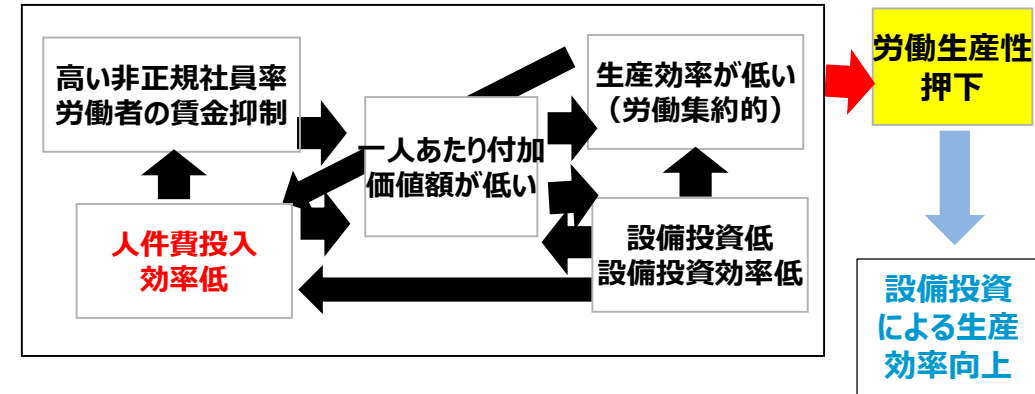 高い非正規社員率
労働者の賃金抑制
一人あたり付加
価値額が低い
生産効率が低い
（労働集約的）
労働生産性
押下
人件費投入
効率低
設備投資低
設備投資効率低
設備投資
による生産
効率向上